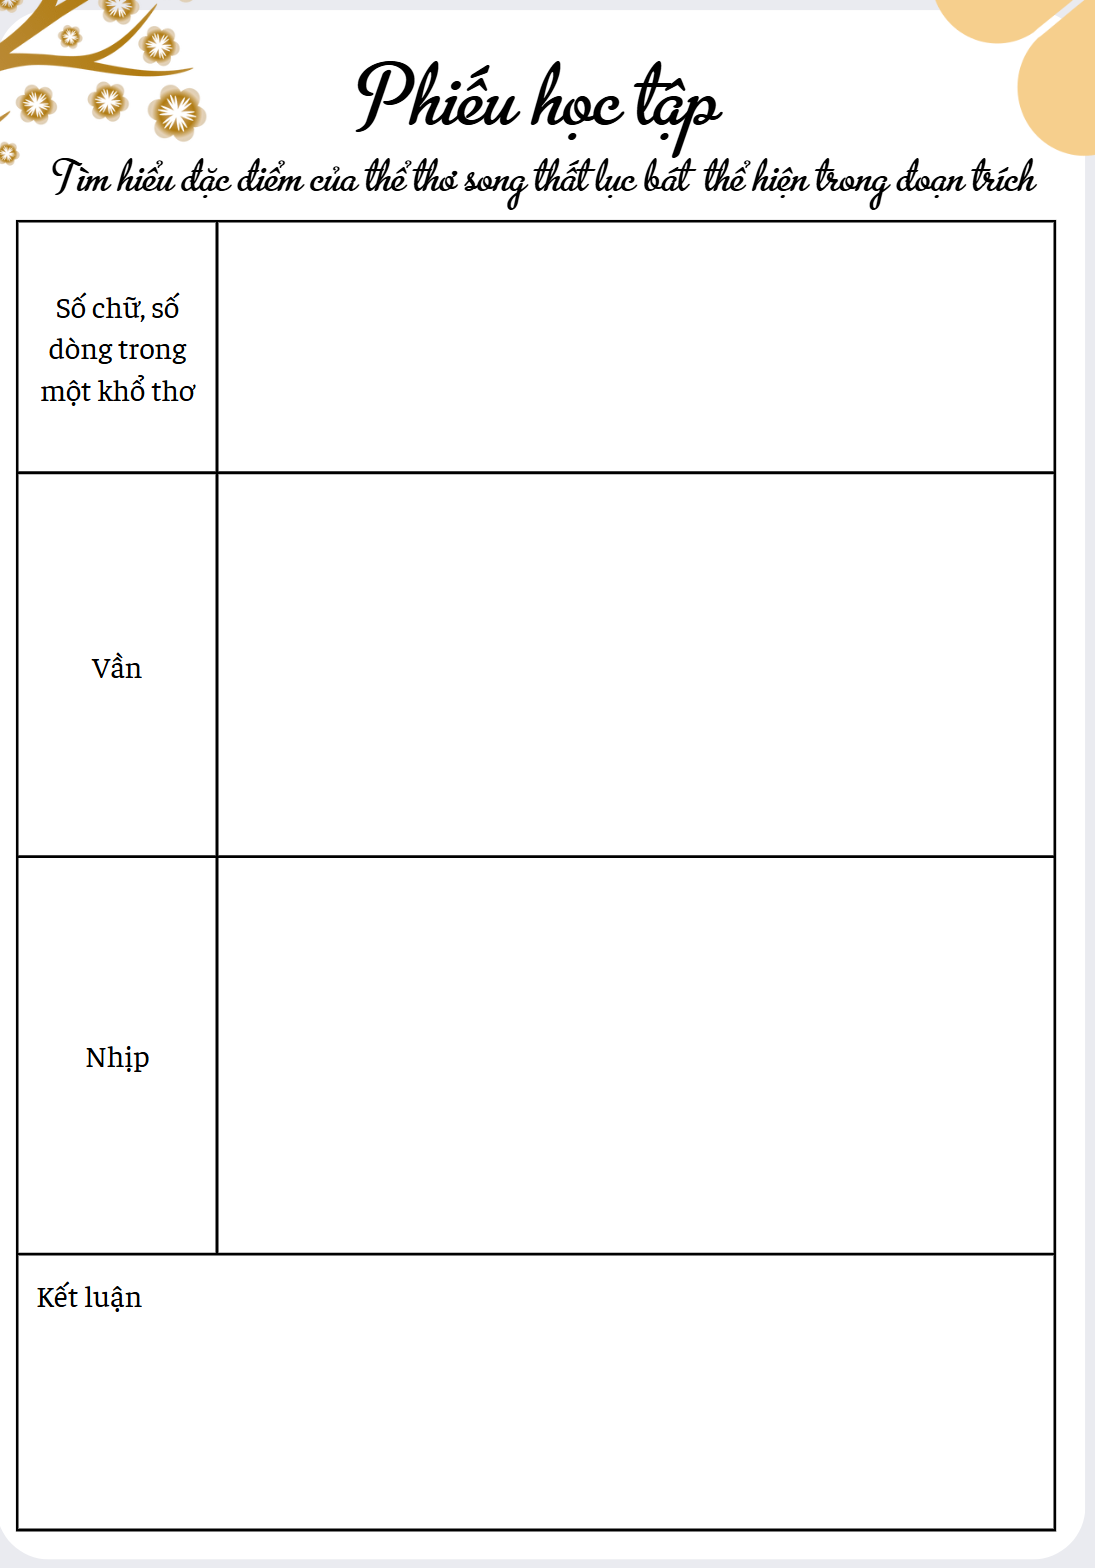 Phiếu học tập
Tìm hiểu đặc điểm của thể thơ song thất lục bát thể hiện trong đoạn trích
Số chữ, số
dòng trong
một khổ thơ
Vần
Nhịp
Kết luận